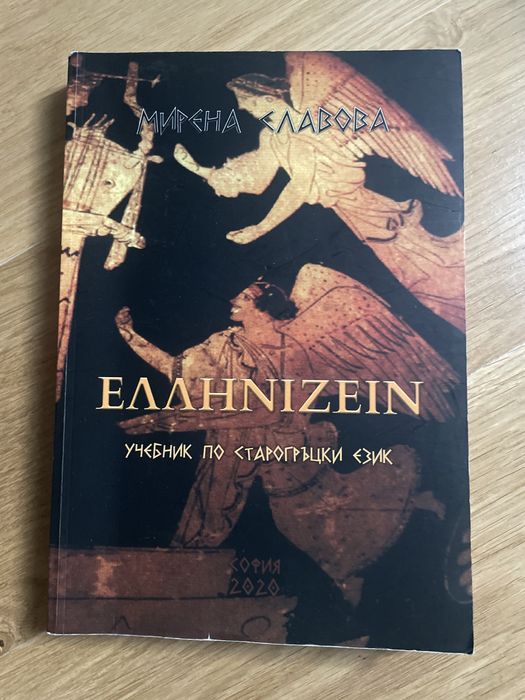 МИРЕНА СЛАВОВА
ΕΛΛΗΝΙΖΕΙΝ
УЧЕБНИК ПО СТАРОГРЪЦКИ ЕЗИК
СОФИЯ
2020